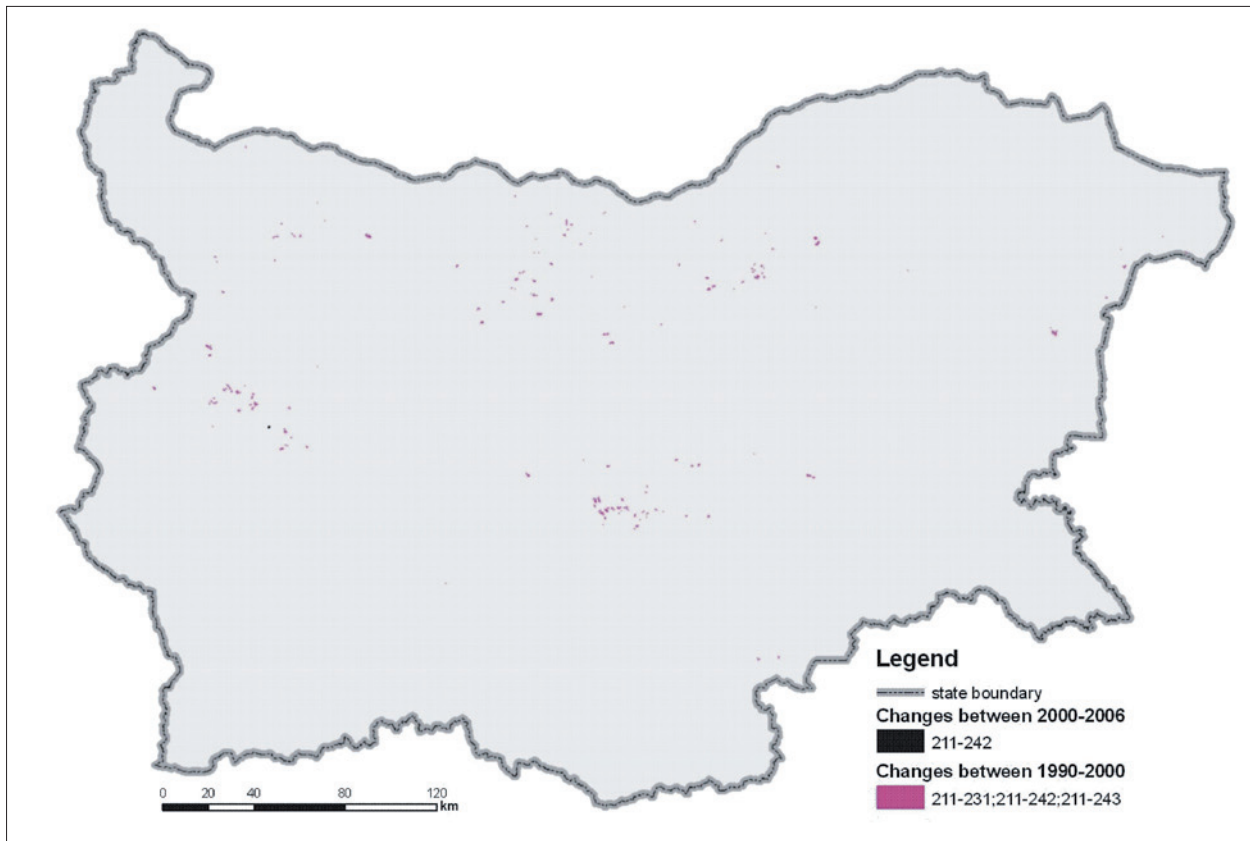 Legend
state boundary
Changes between 2000-2006
211-242
Changes between 1990-2000
211-231;211-242;211-243
0 20 40 80 120
km